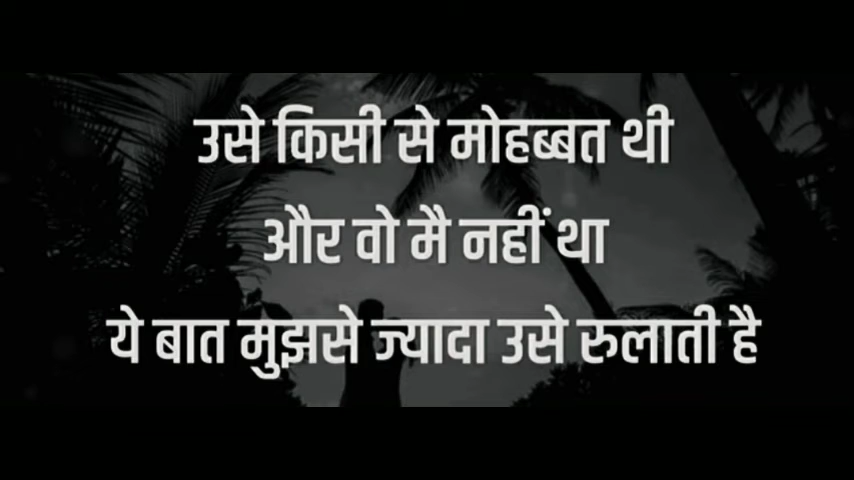 उसे किसी से मोहब्बत थी
और वो मै नहीं था
ये बात मुझसे ज्यादा उसे रुलाती है